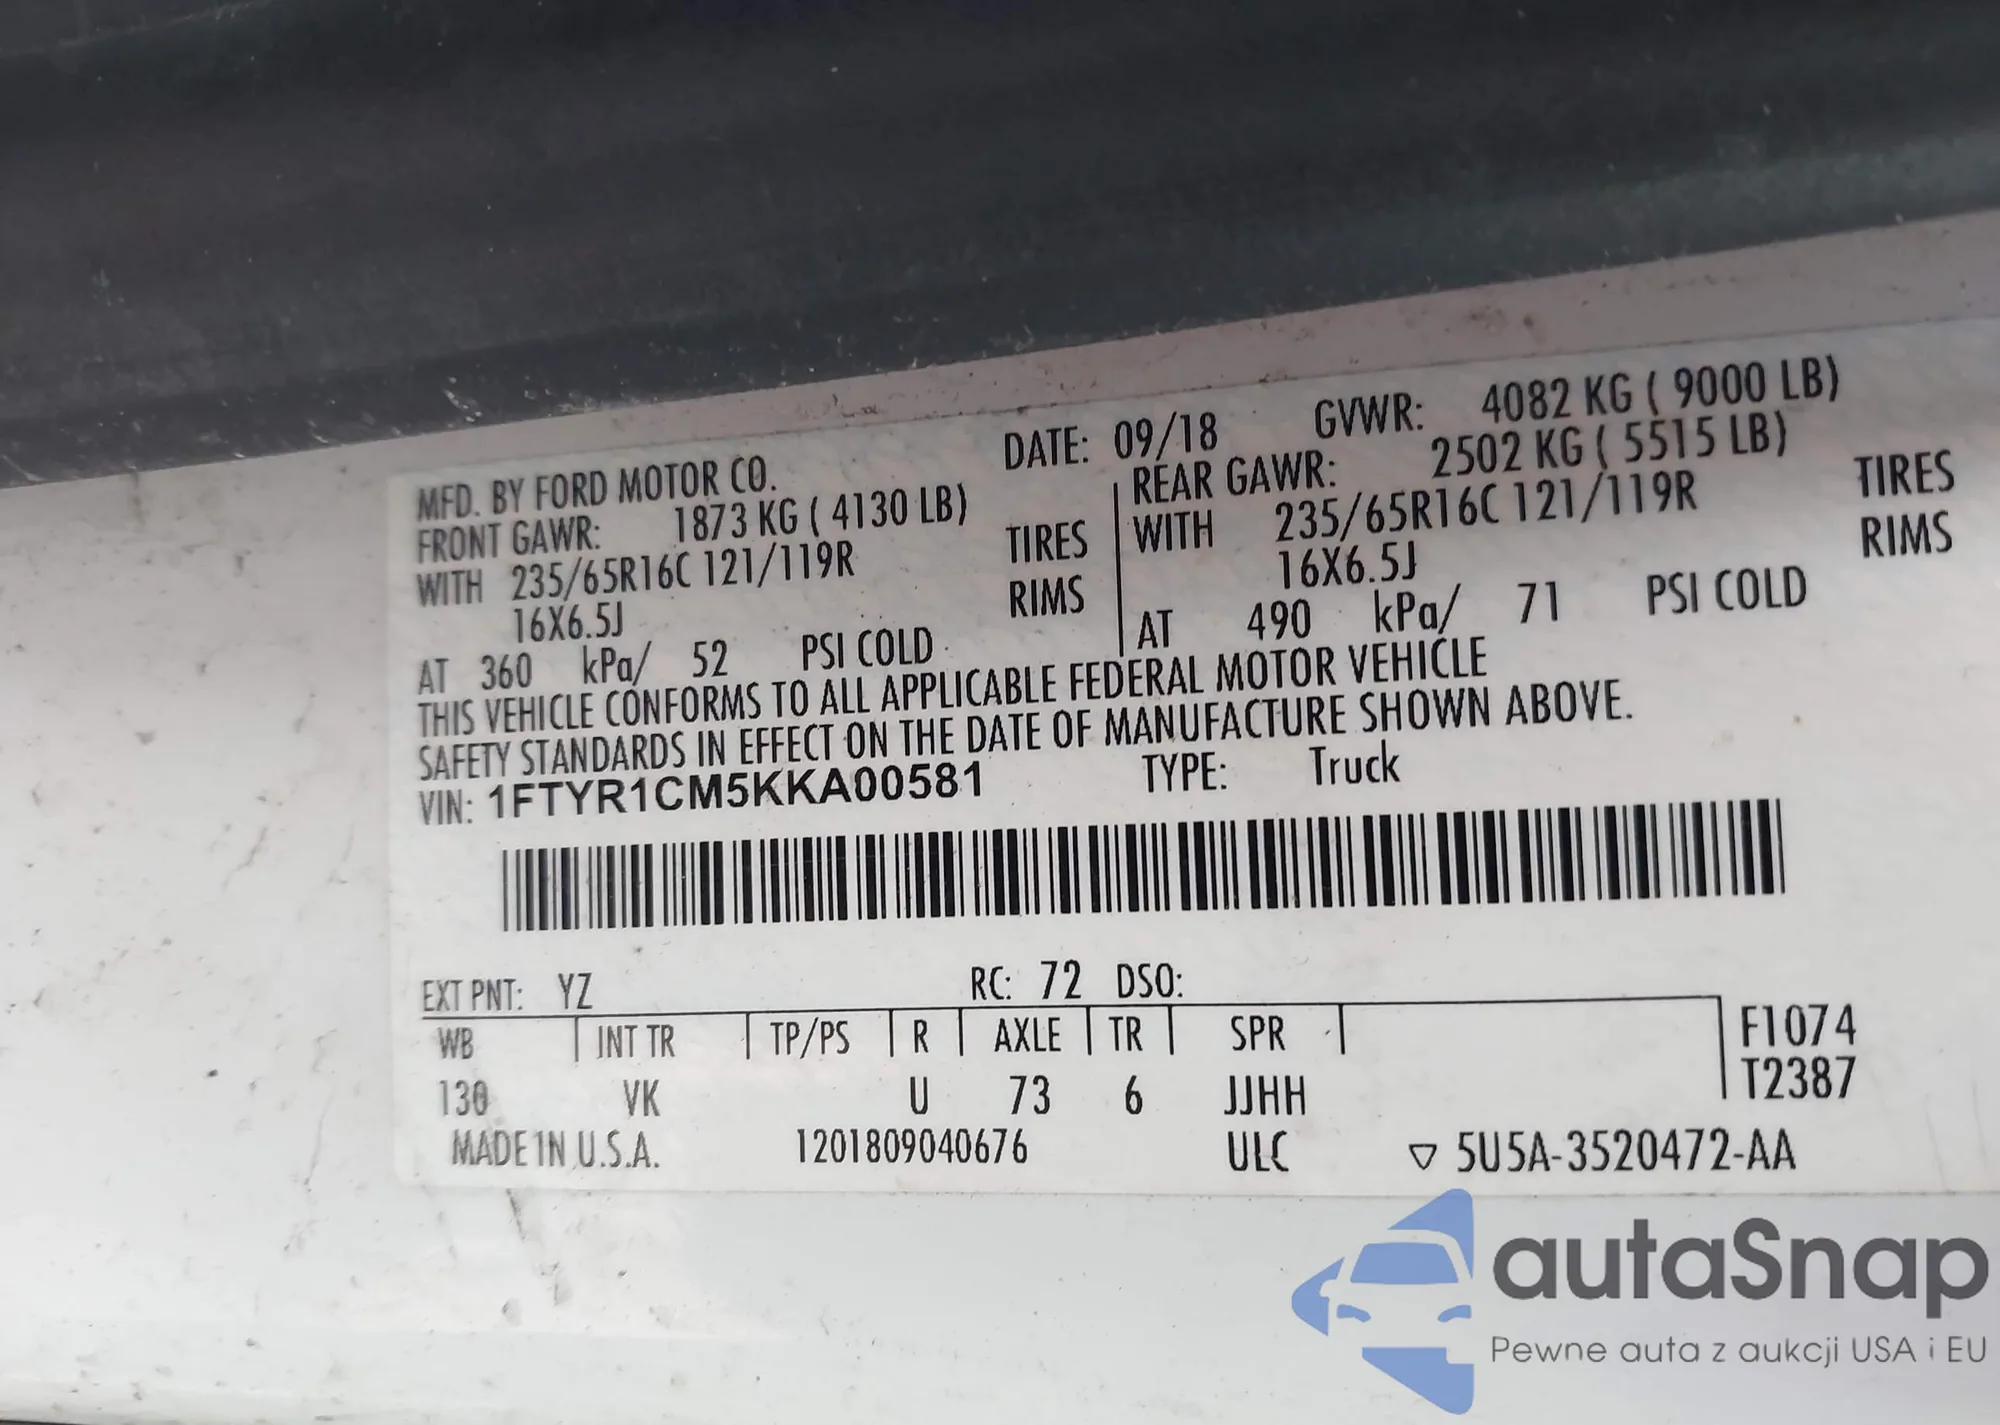 MFD. BY FORD MOTOR CO. DATE: 09/18 GVWR: 4082 KG ( 9000 LB)
FRONT GAWR: 1873 KG ( 4130 LB) REAR GAWR: 2502 KG ( 5515 LB)
WITH 235/65R16C 121/119R TIRES WITH 235/65R16C 121/119R TIRES
16X6.5J RIMS 16X6.5J RIMS
AT 360 kPa/ 52 PSI COLD AT 490 kPa/ 71 PSI COLD
THIS VEHICLE CONFORMS TO ALL APPLICABLE FEDERAL MOTOR VEHICLE
SAFETY STANDARDS IN EFFECT ON THE DATE OF MANUFACTURE SHOWN ABOVE.
VIN: 1FTYR1CM5KKA00581 TYPE: Truck
EXT PNT: YZ RC: 72 DSO:
WB INT TR TP/PS R AXLE TR SPR F1074
T2387
130 VK U 73 6 JJHH
MADE IN U.S.A. 1201809040676 ULC ▽ 5U5A-3520472-AA
autaSnap
Pewne auta z aukcji USA i EU